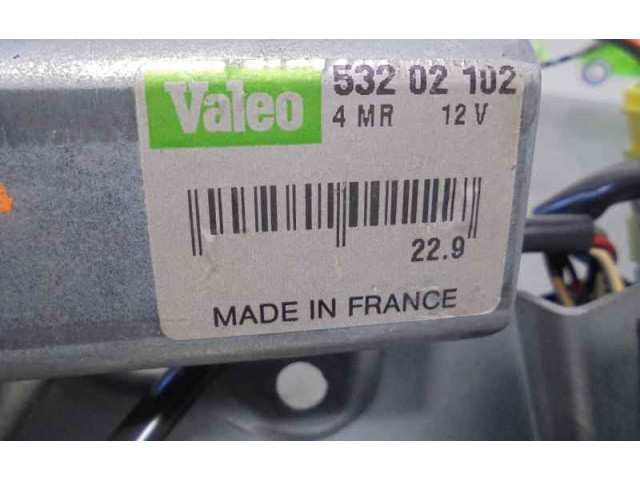 Valeo 532 02 102
4 MR 12 V
22.9
MADE IN FRANCE